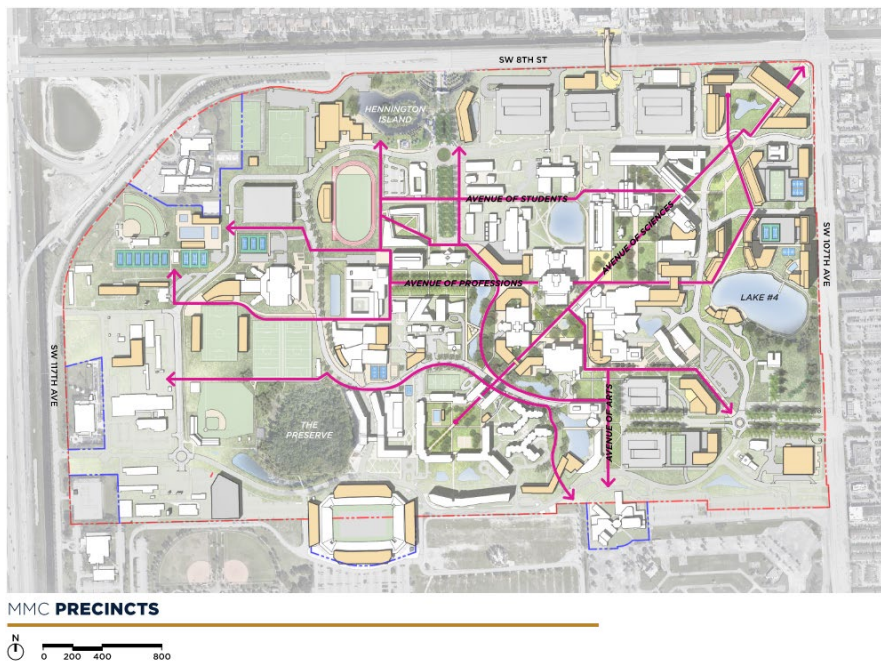 SW 8TH ST
HENNINGTON
ISLAND
AVENUE OF STUDENTS
AVENUE OF SCIENCES
SW 107TH AVE
AVENUE OF PROFESSIONS
LAKE #4
SW 117TH AVE
THE
PRESERVE
AVENUE OF ARTS
MMC PRECINCTS
N
0 200 400 800